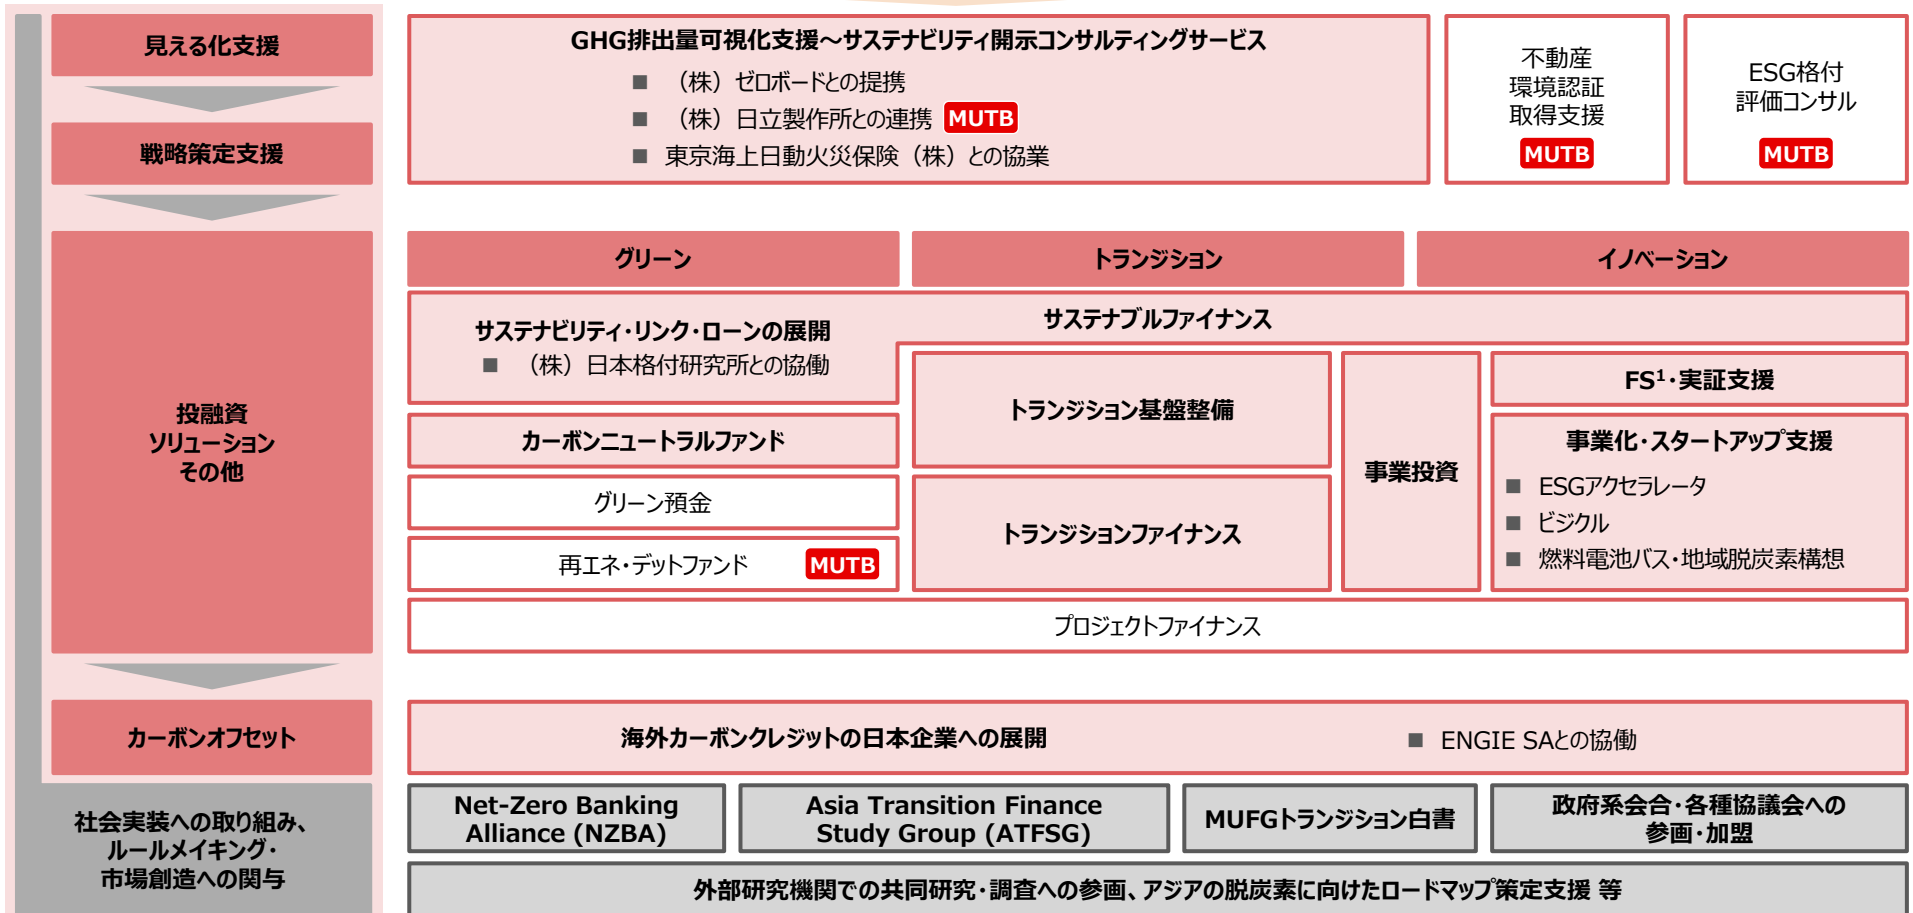 見える化支援
戦略策定支援
GHG排出量可視化支援～サステナビリティ開示コンサルティングサービス
■ （株）ゼロボードとの提携
■ （株）日立製作所との連携 MUTB
■ 東京海上日動火災保険（株）との協業
不動産
環境認証
取得支援
MUTB
ESG格付
評価コンサル
MUTB
投融資
ソリューション
その他
グリーン
トランジション
イノベーション
サステナブルファイナンス
サステナビリティ・リンク・ローンの展開
■ （株）日本格付研究所との協働
カーボンニュートラルファンド
グリーン預金
再エネ・デットファンド MUTB
トランジション基盤整備
トランジションファイナンス
事業投資
FS1・実証支援
事業化・スタートアップ支援
■ ESGアクセラレータ
■ ビジクル
■ 燃料電池バス・地域脱炭素構想
プロジェクトファイナンス
カーボンオフセット
海外カーボンクレジットの日本企業への展開
■ ENGIE SAとの協働
社会実装への取り組み、
ルールメイキング・
市場創造への関与
Net-Zero Banking
Alliance (NZBA)
Asia Transition Finance
Study Group (ATFSG)
MUFGトランジション白書
政府系会合・各種協議会への
参画・加盟
外部研究機関での共同研究・調査への参画、アジアの脱炭素に向けたロードマップ策定支援 等